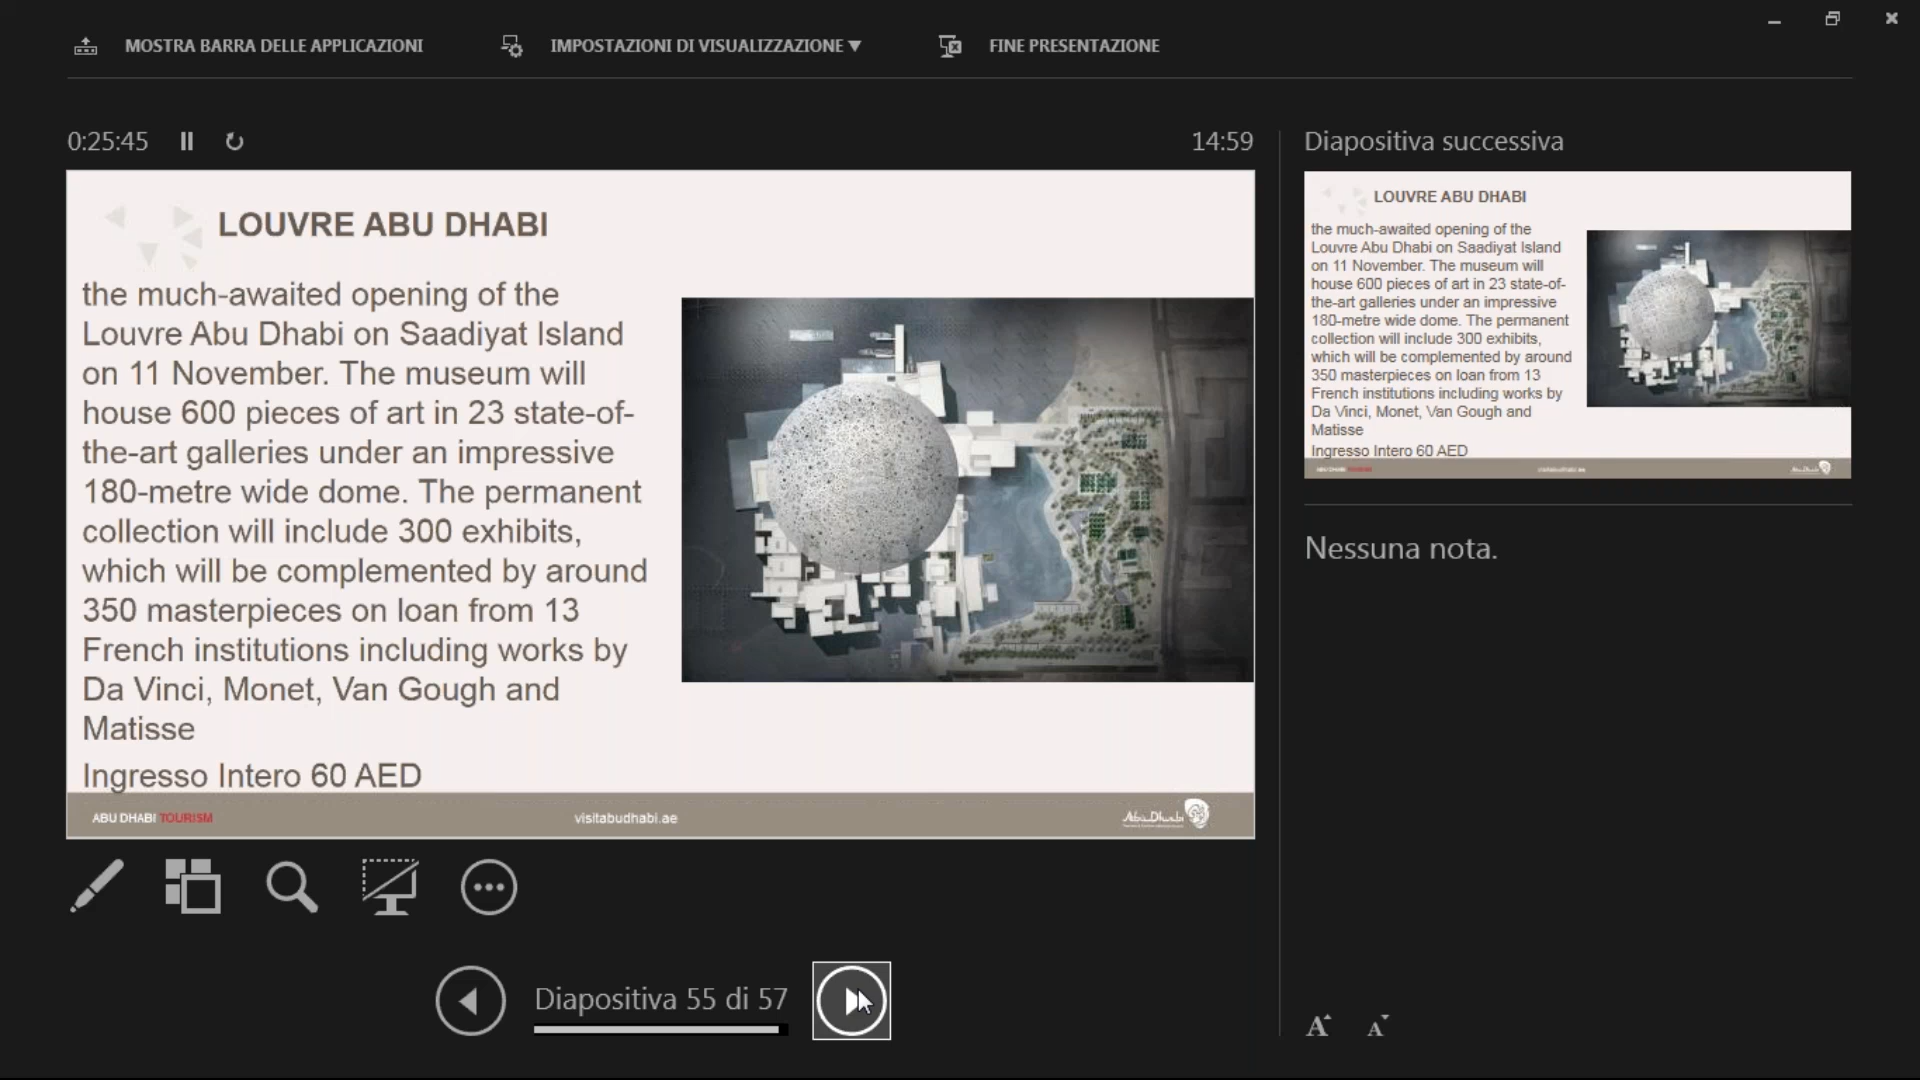 MOSTRA BARRA DELLE APPLICAZIONI
IMPOSTAZIONI DI VISUALIZZAZIONE
FINE PRESENTAZIONE
0:25:45
14:59
LOUVRE ABU DHABI
the much-awaited opening of the
Louvre Abu Dhabi on Saadiyat Island
on 11 November. The museum will
house 600 pieces of art in 23 state-of-
the-art galleries under an impressive
180-metre wide dome. The permanent
collection will include 300 exhibits,
which will be complemented by around
350 masterpieces on loan from 13
French institutions including works by
Da Vinci, Monet, Van Gough and
Matisse
Ingresso Intero 60 AED
ABU DHABI TOURISM
visitabudhabi.ae
Abu Dhabi
Diapositiva 55 di 57
Diapositiva successiva
LOUVRE ABU DHABI
the much-awaited opening of the
Louvre Abu Dhabi on Saadiyat Island
on 11 November. The museum will
house 600 pieces of art in 23 state-of-
the-art galleries under an impressive
180-metre wide dome. The permanent
collection will include 300 exhibits,
which will be complemented by around
350 masterpieces on loan from 13
French institutions including works by
Da Vinci, Monet, Van Gough and
Matisse
Ingresso Intero 60 AED
ABU DHABI TOURISM
visitabudhabi.ae
Abu Dhabi
Nessuna nota.
A A